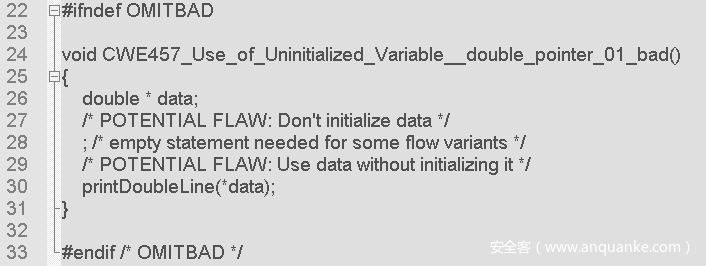 22 #ifndef OMITBAD
23
24 void CWE457_Use_of_Uninitialized_Variable__double_pointer_01_bad()
25 {
26 double * data;
27 /* POTENTIAL FLAW: Don't initialize data */
28 ; /* empty statement needed for some flow variants */
29 /* POTENTIAL FLAW: Use data without initializing it */
30 printDoubleLine(*data);
31 }
32
33 #endif /* OMITBAD */
安全客（www.anquanke.com）